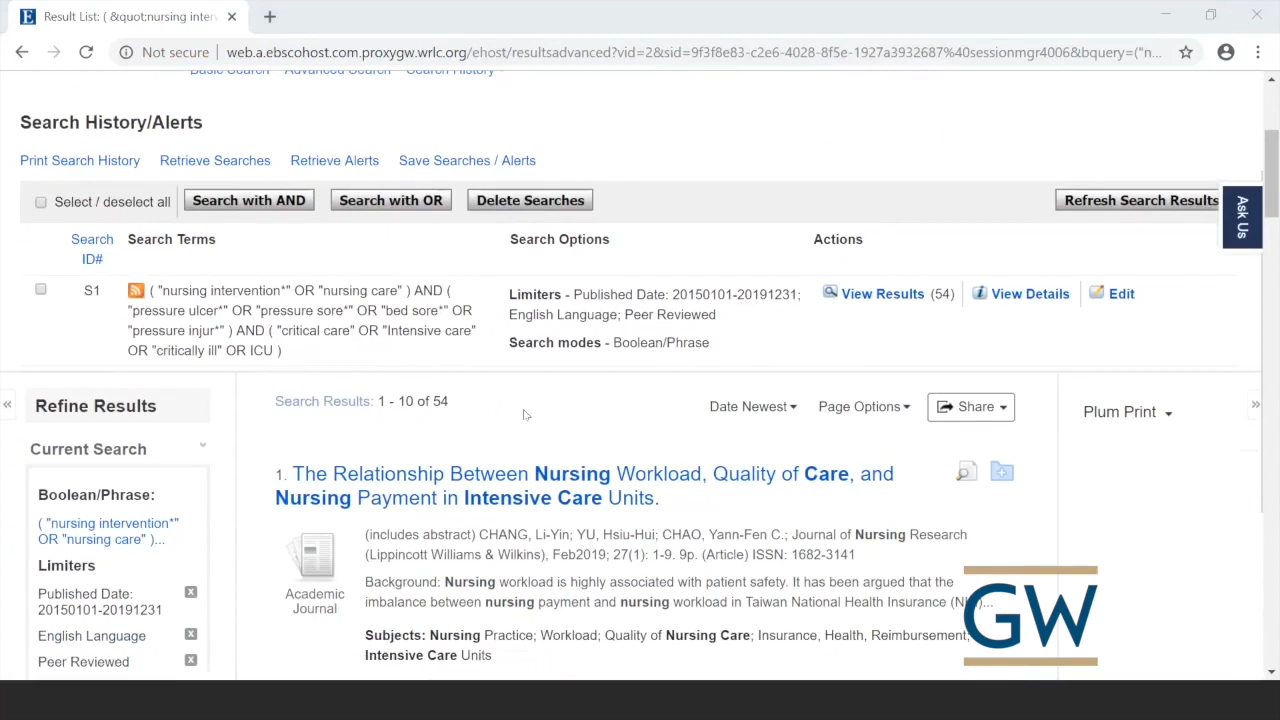 Result List: ( &quot;nursing inter
Not secure
web.a.ebscohost.com.proxygw.wrlc.org/ehost/resultsadvanced?vid=2&sid=9f3f8e83-c2e6-4028-8f5e-1927a3932687%40sessionmgr4006&bquery=("n...
Basic Search Advanced Search Search History
Search History/Alerts
Print Search History Retrieve Searches Retrieve Alerts Save Searches / Alerts
Select / deselect all Search with AND Search with OR Delete Searches Refresh Search Results
Ask Us
Search ID# Search Terms Search Options Actions
S1
( "nursing intervention*" OR "nursing care" ) AND (
"pressure ulcer*" OR "pressure sore*" OR "bed sore*" OR
"pressure injur*" ) AND ( "critical care" OR "Intensive care"
OR "critically ill" OR ICU )
Limiters - Published Date: 20150101-20191231;
English Language; Peer Reviewed
Search modes - Boolean/Phrase
View Results (54) View Details Edit
Refine Results
Current Search
Boolean/Phrase:
( "nursing intervention*"
OR "nursing care" )...
Limiters
Published Date:
20150101-20191231
English Language
Peer Reviewed
Search Results: 1 - 10 of 54
Date Newest Page Options Share
Plum Print
1. The Relationship Between Nursing Workload, Quality of Care, and
Nursing Payment in Intensive Care Units.
Academic
Journal
(includes abstract) CHANG, Li-Yin; YU, Hsiu-Hui; CHAO, Yann-Fen C.; Journal of Nursing Research
(Lippincott Williams & Wilkins), Feb2019; 27(1): 1-9. 9p. (Article) ISSN: 1682-3141
Background: Nursing workload is highly associated with patient safety. It has been argued that the
imbalance between nursing payment and nursing workload in Taiwan National Health Insurance
Subjects: Nursing Practice; Workload; Quality of Nursing Care; Insurance, Health, Reimbursement;
Intensive Care Units
GW